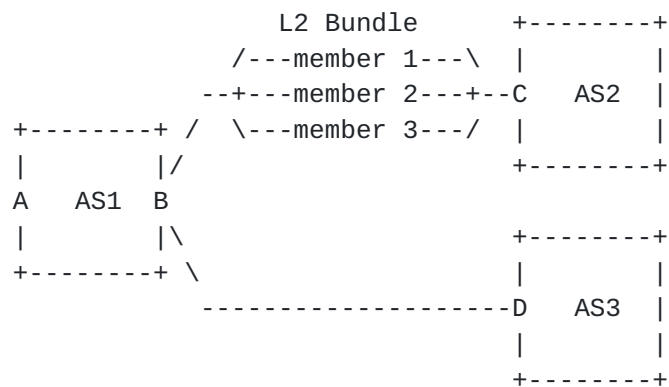 L2 Bundle      +--------+
              /---member 1---\  |        |
            --+---member 2---+--C   AS2  |
+--------+ /  \---member 3---/  |        |
|        |/                     +--------+
A   AS1  B
|        |\                     +--------+
+--------+ \                    |        |
            --------------------D   AS3  |
                                |        |
                                +--------+